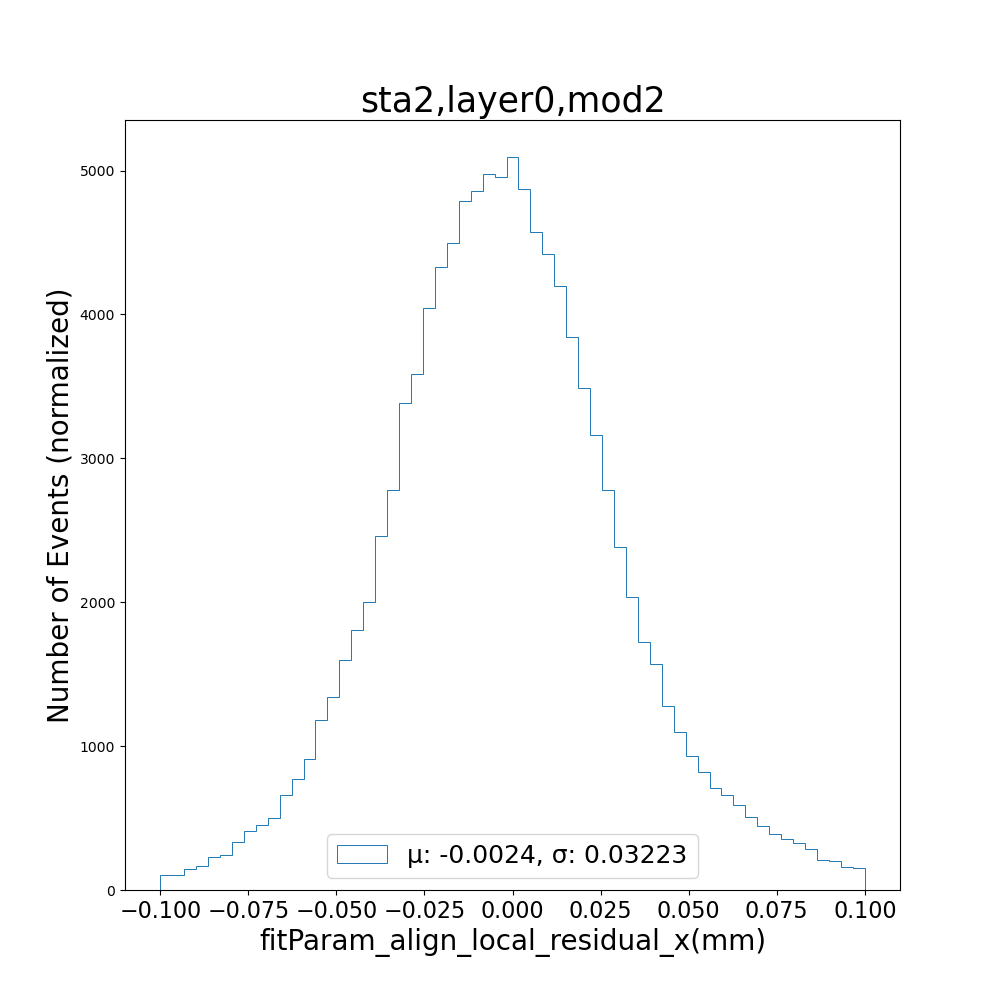 sta2,layer0,mod2
Number of Events (normalized)
5000
4000
3000
2000
1000
0
μ: -0.0024, σ: 0.03223
−0.100 −0.075 −0.050 −0.025 0.000 0.025 0.050 0.075 0.100
fitParam_align_local_residual_x(mm)